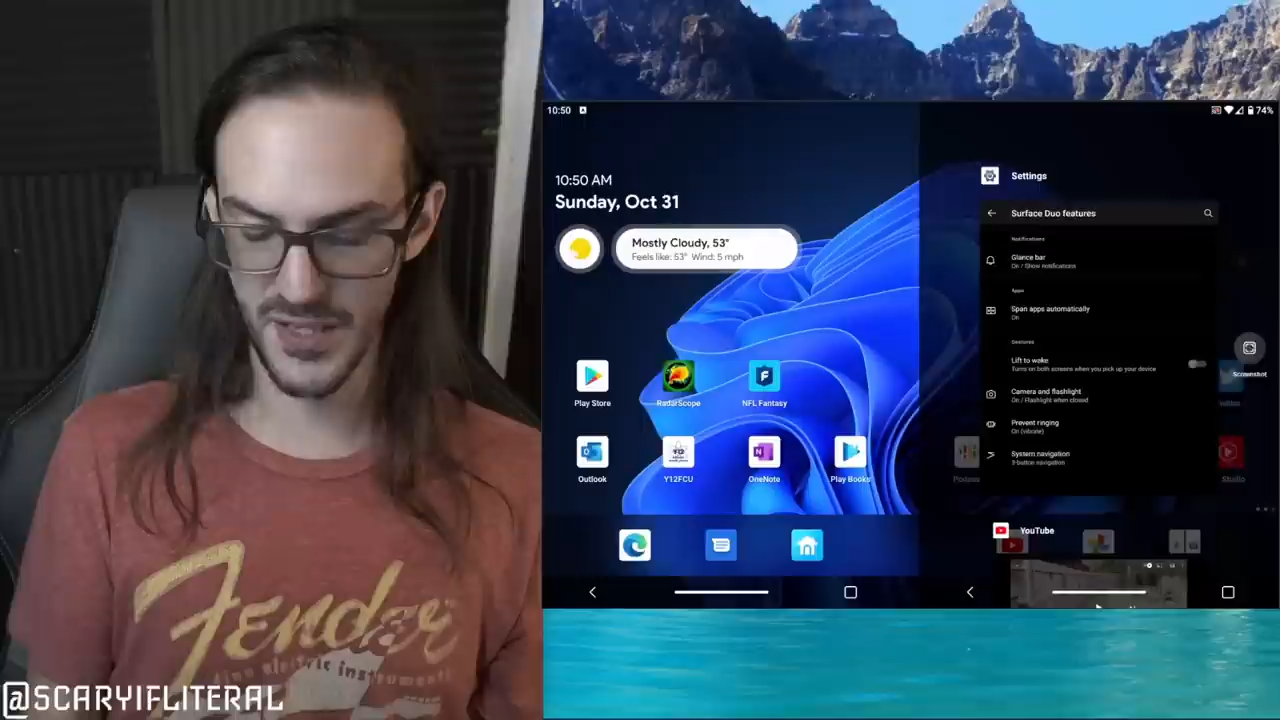 10:50
74%
10:50 AM
Sunday, Oct 31
Mostly Cloudy, 53°
Feels like: 53° Wind: 5 mph
Play Store
RadarScope
NFL Fantasy
Outlook
Y12FCU
OneNote
Play Books
Settings
Surface Duo features
Notifications
Glance bar
On / Show notifications
Apps
Span apps automatically
On
Gestures
Lift to wake
Turns on both screens when you pick up your device
Camera and flashlight
On / Flashlight when closed
Prevent ringing
On (vibrate)
System navigation
3-button navigation
Screenshot
Studio
YouTube
Fender
electric instruments
@SCARYIFLITERAL